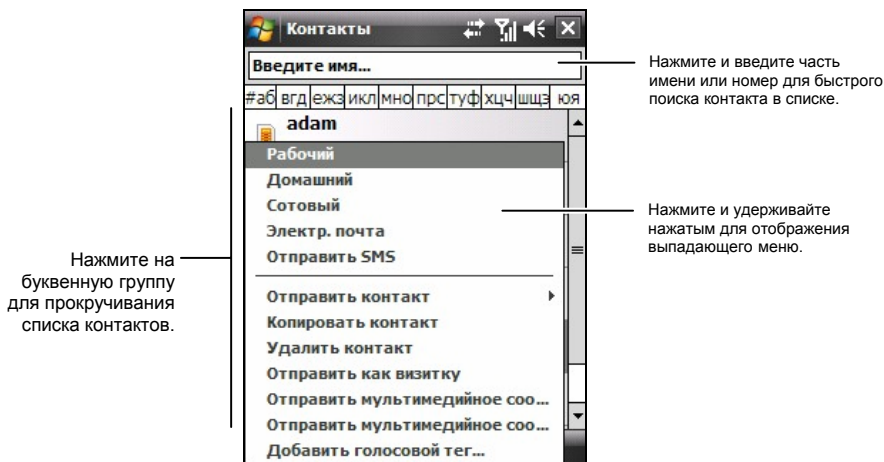 Контакты
Введите имя...
#аб вгд ежз икл мно прс туф хцч шщэ юя
adam
Рабочий
Домашний
Сотовый
Электр. почта
Отправить SMS
Отправить контакт
Копировать контакт
Удалить контакт
Отправить как визитку
Отправить мультимедийное соо...
Отправить мультимедийное соо...
Добавить голосовой тег...
Нажмите и введите часть
имени или номер для быстрого
поиска контакта в списке.
Нажмите и удерживайте
нажатым для отображения
выпадающего меню.
Нажмите на
буквенную группу
для прокручивания
списка контактов.